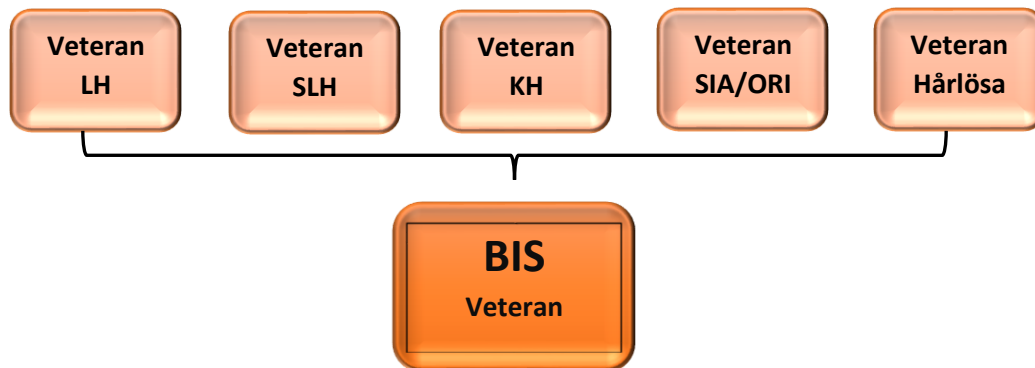 Veteran
LH
Veteran
SLH
Veteran
KH
Veteran
SIA/ORI
Veteran
Hårlösa
BIS
Veteran